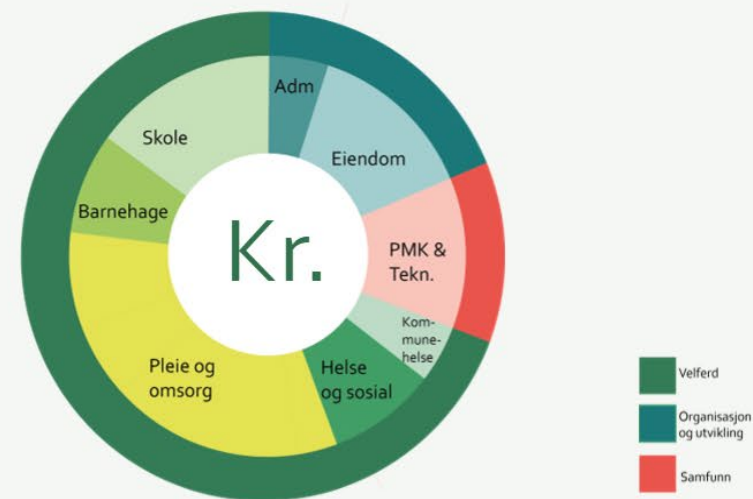 Adm
Skole
Eiendom
Barnehage
Kr.
PMK &
Tekn.
Kom-
mune-
helse
Pleie og
omsorg
Helse
og sosial
Velferd
Organisasjon
og utvikling
Samfunn